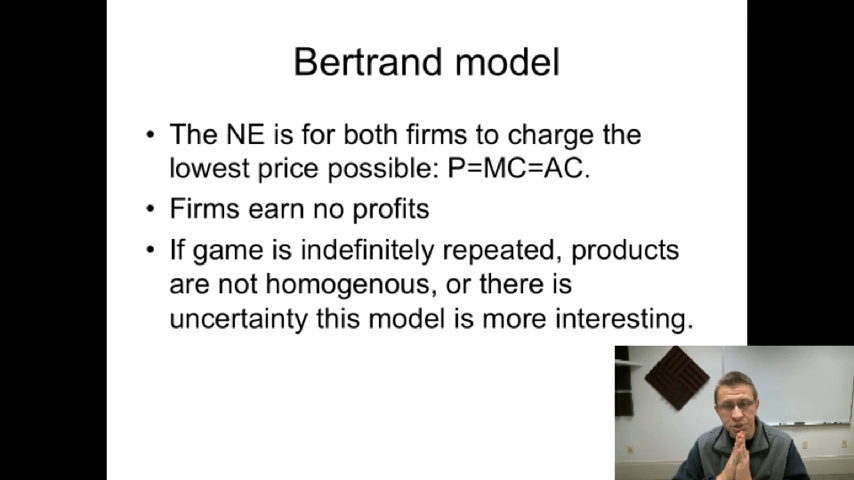 Bertrand model
• The NE is for both firms to charge the
lowest price possible: P=MC=AC.
• Firms earn no profits
• If game is indefinitely repeated, products
are not homogenous, or there is
uncertainty this model is more interesting.